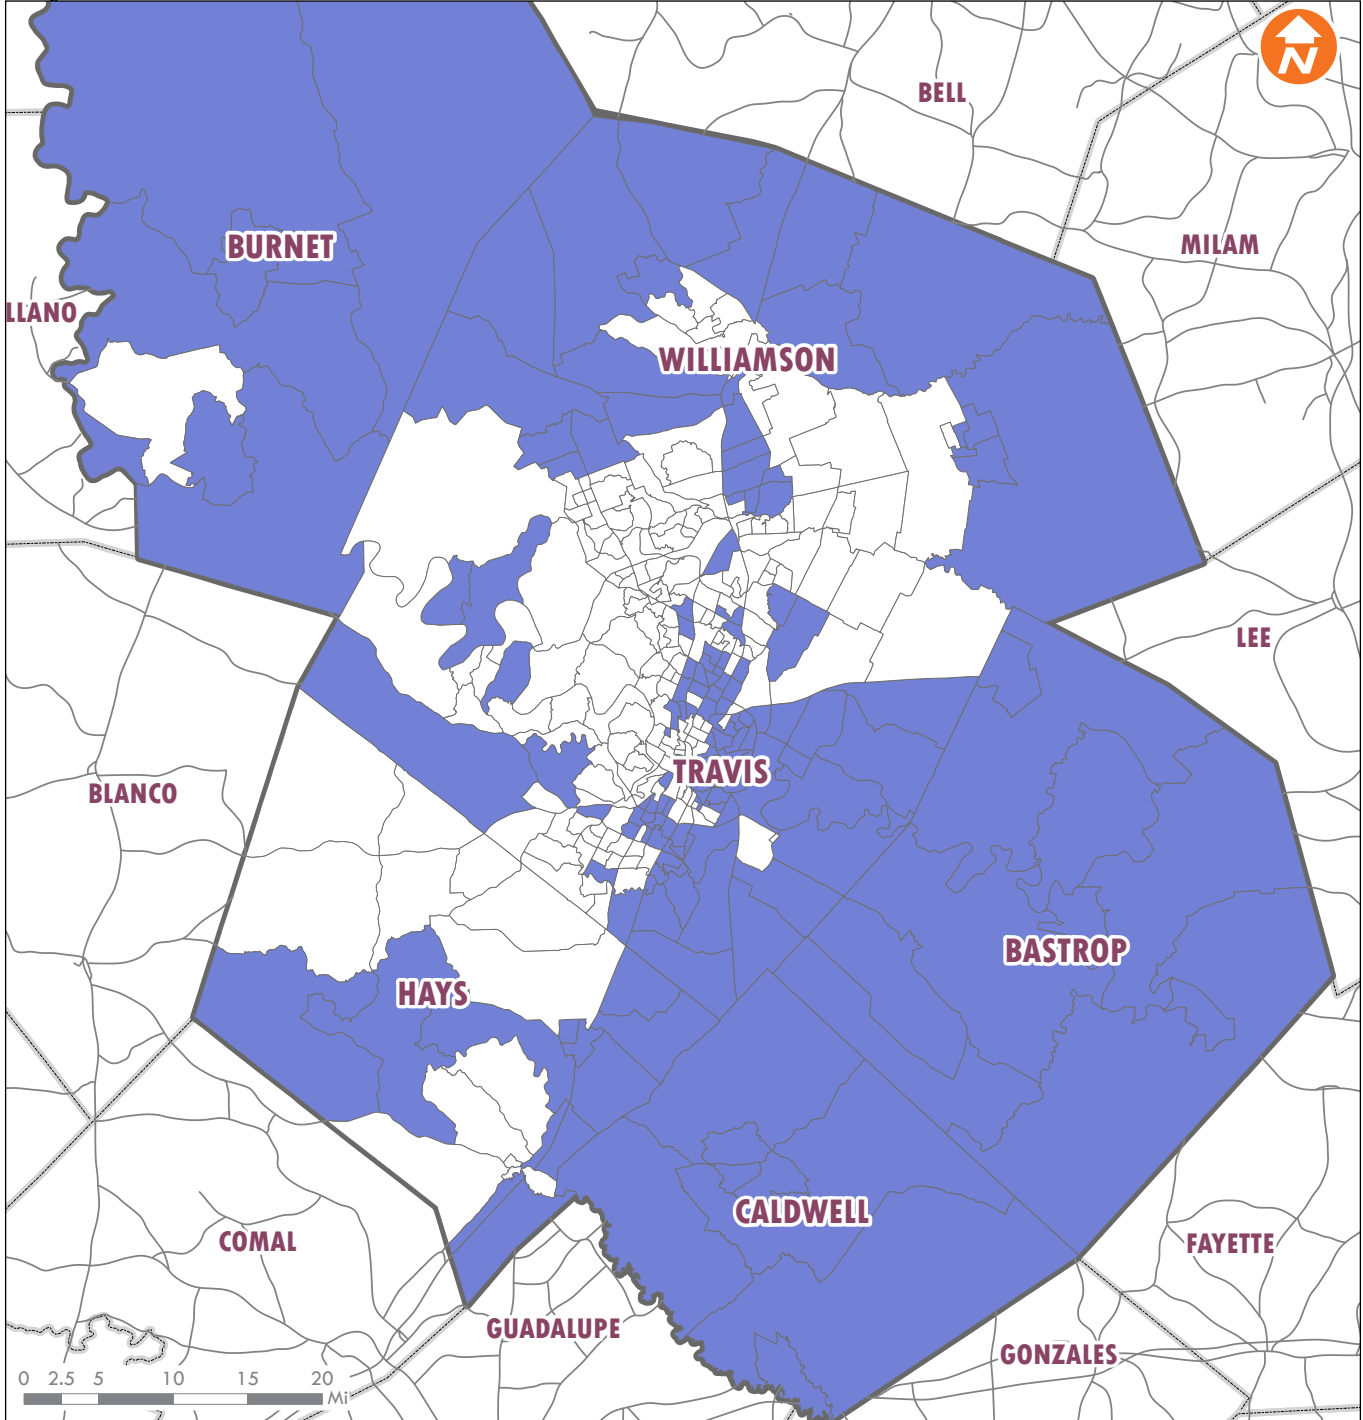 N
BELL
MILAM
BURNET
LLANO
WILLIAMSON
LEE
TRAVIS
BLANCO
BASTROP
HAYS
CALDWELL
COMAL
FAYETTE
GUADALUPE
GONZALES
0 2.5 5 10 15 20
Mi